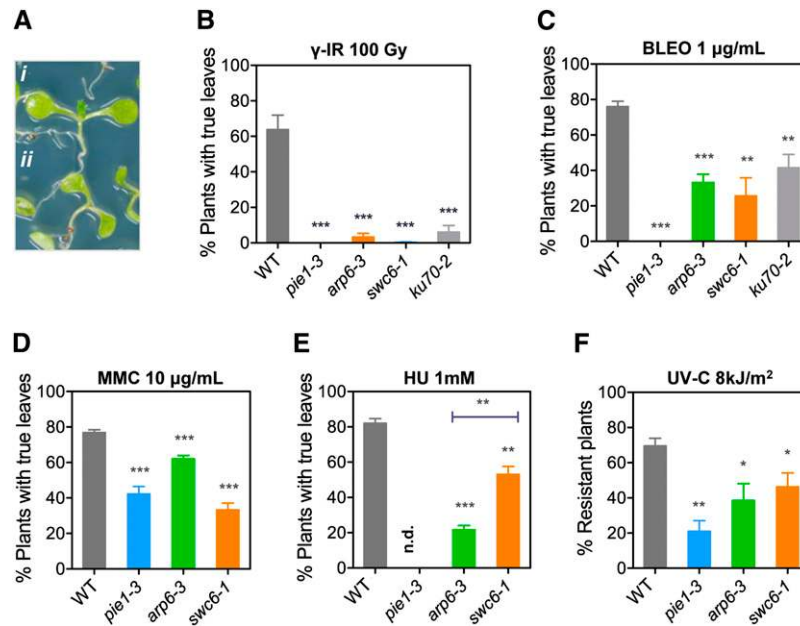 A
i
ii
B
γ-IR 100 Gy
% Plants with true leaves
80
60
40
20
0
***
***
***
***
WT
pie1-3
arp6-3
swc6-1
ku70-2
C
BLEO 1 µg/mL
% Plants with true leaves
100
80
60
40
20
0
***
***
**
**
WT
pie1-3
arp6-3
swc6-1
ku70-2
D
MMC 10 µg/mL
% Plants with true leaves
100
80
60
40
20
0
***
***
***
WT
pie1-3
arp6-3
swc6-1
E
HU 1mM
% Plants with true leaves
100
80
60
40
20
0
n.d.
***
**
**
WT
pie1-3
arp6-3
swc6-1
F
UV-C 8kJ/m²
% Resistant plants
100
80
60
40
20
0
**
*
*
WT
pie1-3
arp6-3
swc6-1